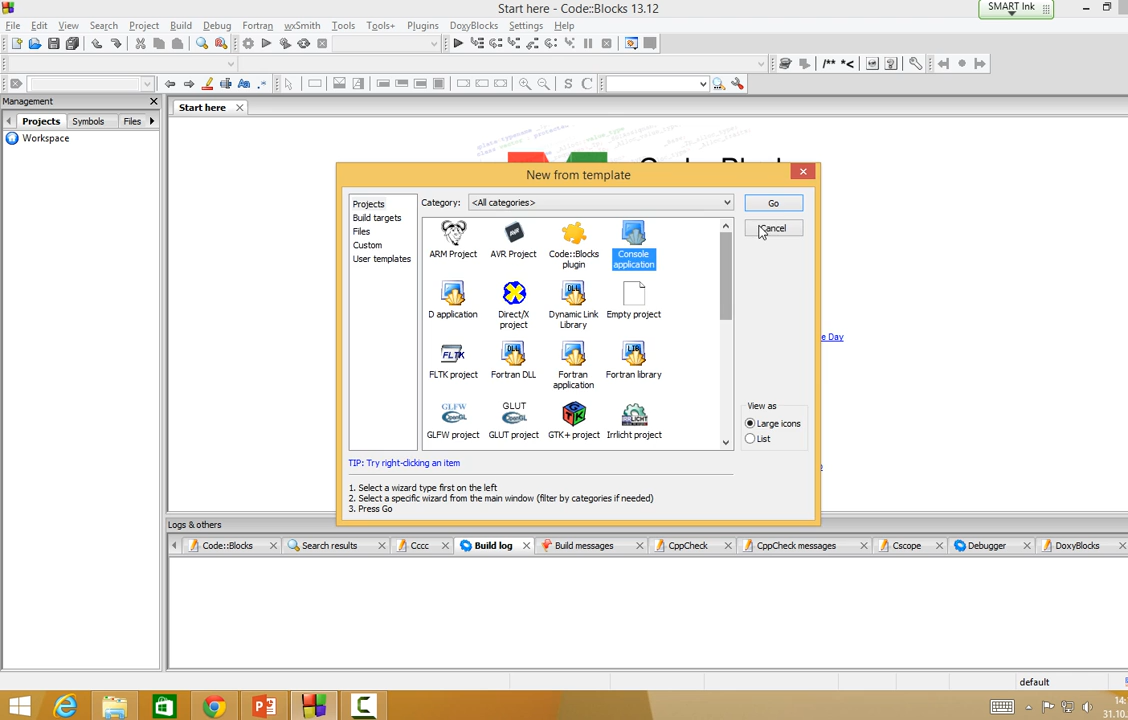 Start here - Code::Blocks 13.12
SMART Ink
File Edit View Search Project Build Debug Fortran wxSmith Tools Tools+ Plugins DoxyBlocks Settings Help
/** *<
S C
Management
Projects Symbols Files
Workspace
Start here
New from template
Projects
Build targets
Files
Custom
User templates
Category: <All categories>
Go
Cancel
ARM Project
AVR Project
Code::Blocks plugin
Console application
D application
Direct/X project
Dynamic Link Library
Empty project
FLTK project
Fortran DLL
Fortran application
Fortran library
GLFW project
GLUT project
GTK+ project
Irrlicht project
View as
Large icons
List
TIP: Try right-clicking an item
1. Select a wizard type first on the left
2. Select a specific wizard from the main window (filter by categories if needed)
3. Press Go
e Day
Logs & others
Code::Blocks Search results Cccc Build log Build messages CppCheck CppCheck messages Cscope Debugger DoxyBlocks
default
14:
31.10.